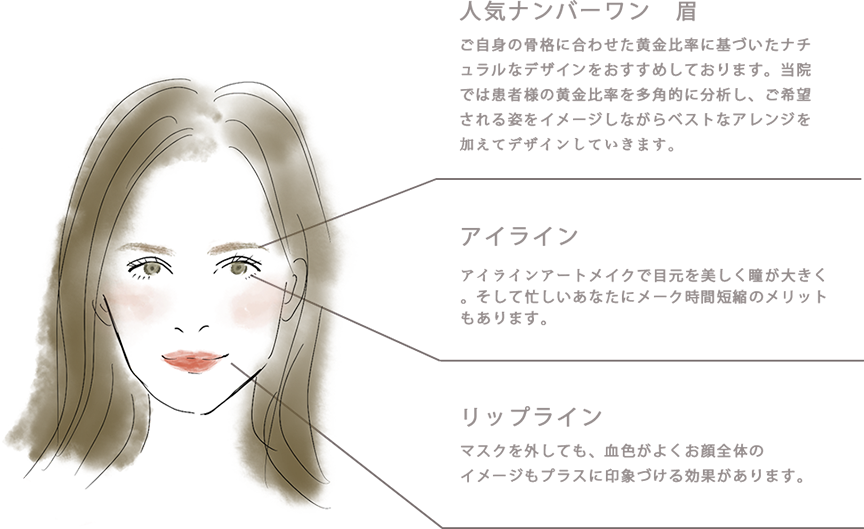 人気ナンバーワン　眉
ご自身の骨格に合わせた黄金比率に基づいたナチ
ュラルなデザインをおすすめしております。当院
では患者様の黄金比率を多角的に分析し、ご希望
される姿をイメージしながらベストなアレンジを
加えてデザインしていきます。
アイライン
アイラインアートメイクで目元を美しく瞳が大きく
。そして忙しいあなたにメーク時間短縮のメリット
もあります。
リップライン
マスクを外しても、血色がよくお顔全体の
イメージもプラスに印象づける効果があります。